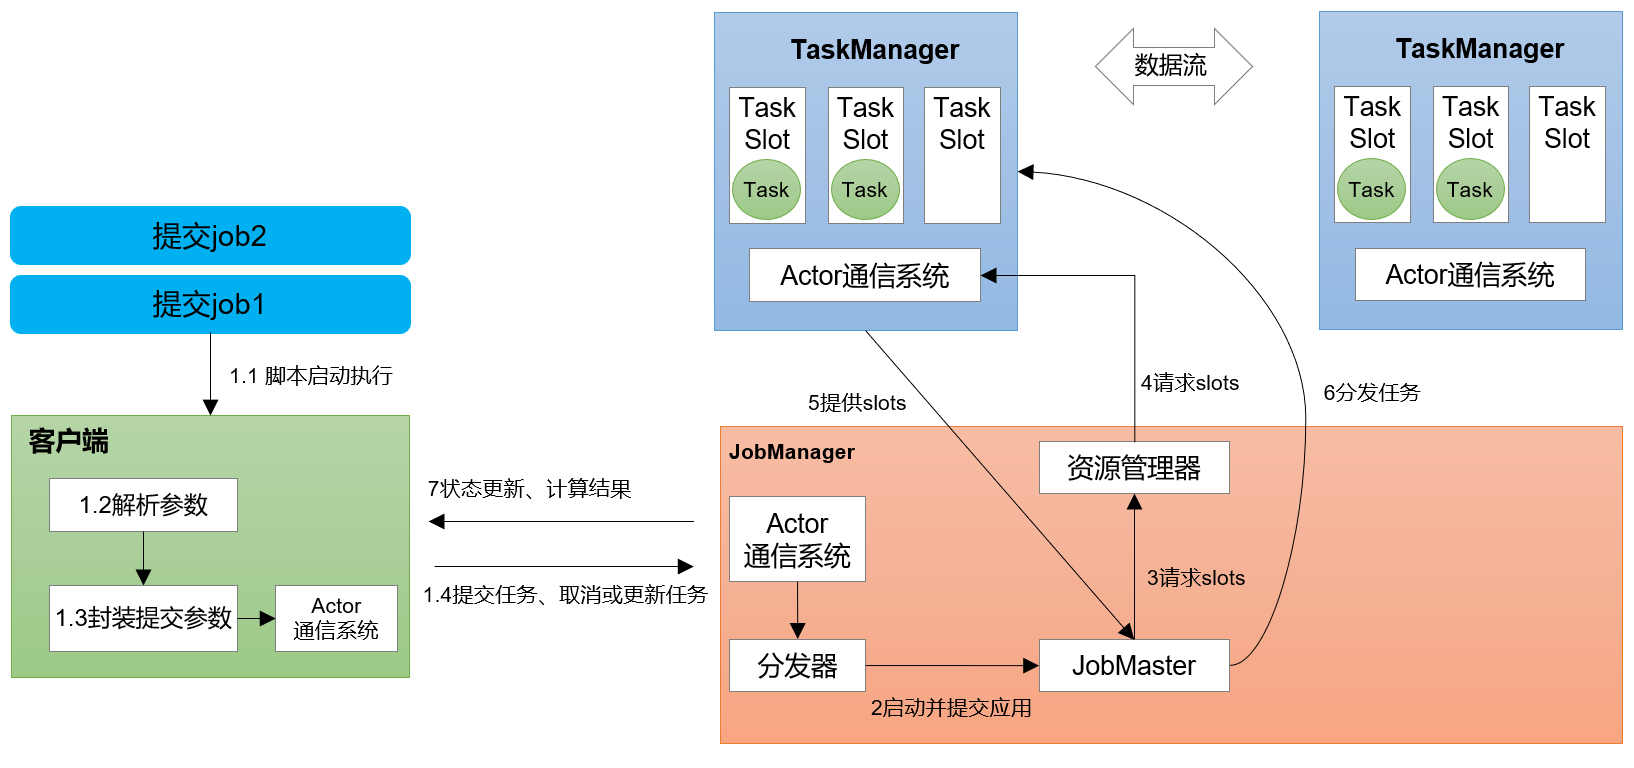 提交job2
提交job1
1.1 脚本启动执行
客户端
1.2解析参数
1.3封装提交参数
Actor
通信系统
7状态更新、计算结果
1.4提交任务、取消或更新任务
TaskManager
Task
Slot
Task
Task
Slot
Task
Task
Slot
Actor通信系统
数据流
TaskManager
Task
Slot
Task
Task
Slot
Task
Task
Slot
Actor通信系统
5提供slots
4请求slots
6分发任务
JobManager
资源管理器
Actor
通信系统
3请求slots
分发器
JobMaster
2启动并提交应用